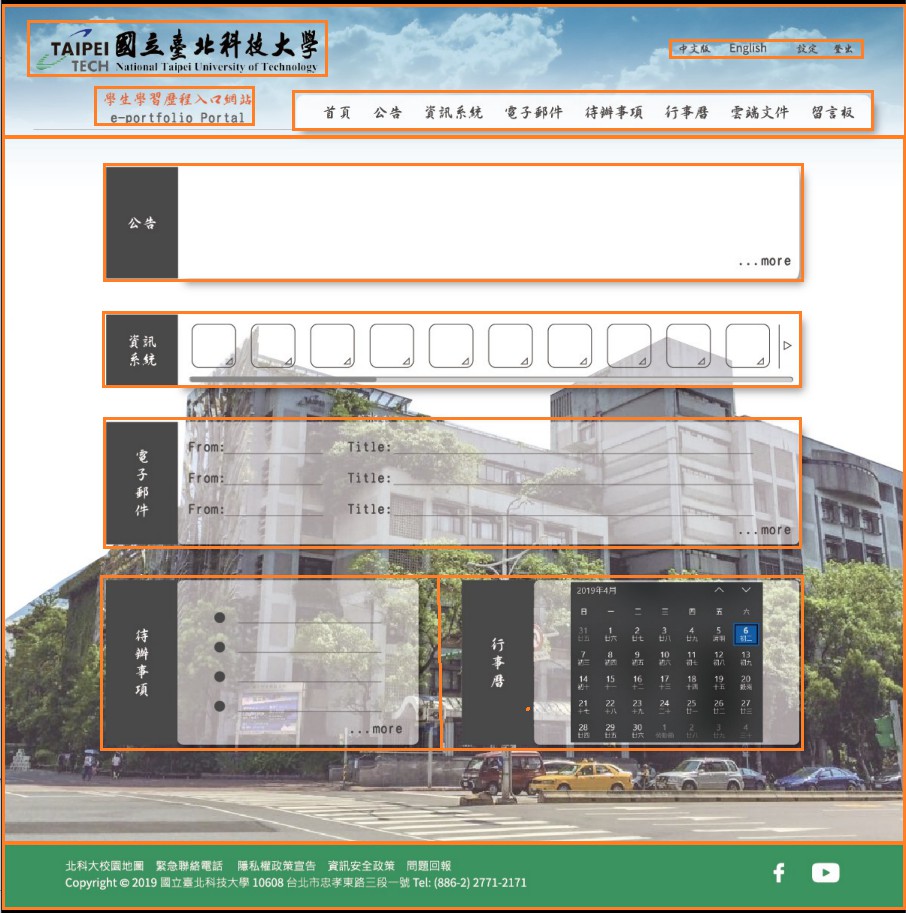 TAIPEI TECH
國立臺北科技大學
National Taipei University of Technology
中文版 English 設定 登出
學生學習歷程入口網站
e-portfolio Portal
首頁 公告 資訊系統 電子郵件 待辦事項 行事曆 雲端文件 留言板
公告
...more
資訊
系統
電子郵件
From: Title:
From: Title:
From: Title:
...more
待辦事項
...more
行事曆
2019年4月
日 一 二 三 四 五 六
31 1 2 3 4 5 6
廿五 廿六 廿七 廿八 廿九 清明 初二
7 8 9 10 11 12 13
初三 初四 初五 初六 初七 初八 初九
14 15 16 17 18 19 20
初十 十一 十二 十三 十四 十五 穀雨
21 22 23 24 25 26 27
十七 十八 十九 二十 廿一 廿二 廿三
28 29 30 1 2 3 4
廿四 廿五 廿六 勞動節 廿八 廿九 三十
北科大校園地圖 緊急聯絡電話 隱私權政策宣告 資訊安全政策 問題回報
Copyright © 2019 國立臺北科技大學 10608 台北市忠孝東路三段一號 Tel: (886-2) 2771-2171